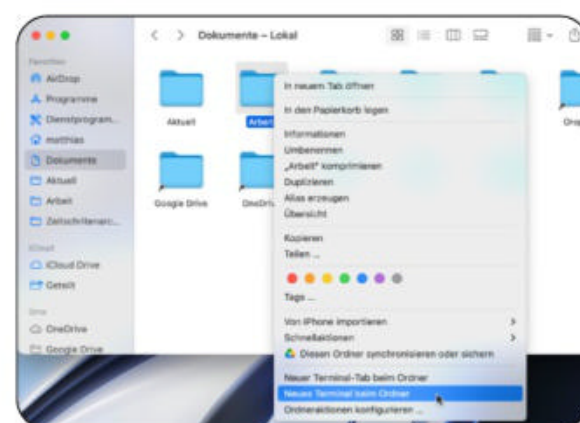 Dokumente – Lokal
Favoriten
AirDrop
Programme
Dienstprogram...
matthias
Dokumente
Aktuell
Arbeit
Zeitschriftenarc...
iCloud
iCloud Drive
Geteilt
Orte
OneDrive
Google Drive
Aktuell
Arbeit
Google Drive
OneDriv
Drop
In neuem Tab öffnen
In den Papierkorb legen
Informationen
Umbenennen
„Arbeit“ komprimieren
Duplizieren
Alias erzeugen
Übersicht
Kopieren
Teilen ...
Tags ...
Von iPhone importieren
Schnellaktionen
Diesen Ordner synchronisieren oder sichern
Neuer Terminal-Tab beim Ordner
Neues Terminal beim Ordner
Ordneraktionen konfigurieren ...